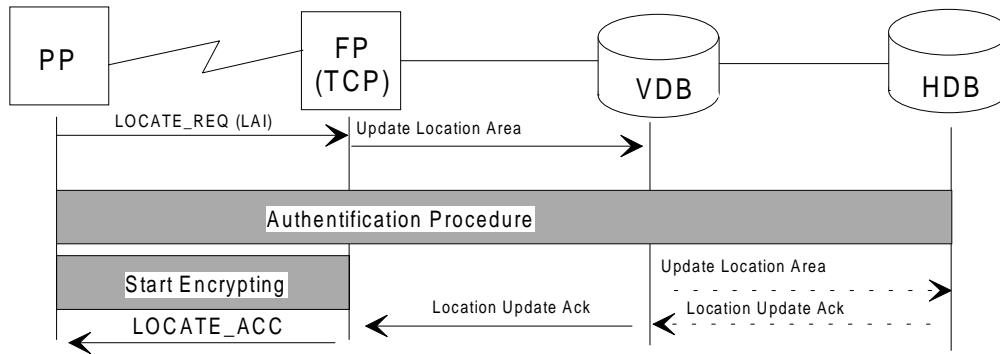 PP
FP
(TCP)
VDB
HDB
LOCATE_REQ (LAI)
Update Location Area
Authentification Procedure
Start Encrypting
Update Location Area
Location Update Ack
Location Update Ack
LOCATE_ACC